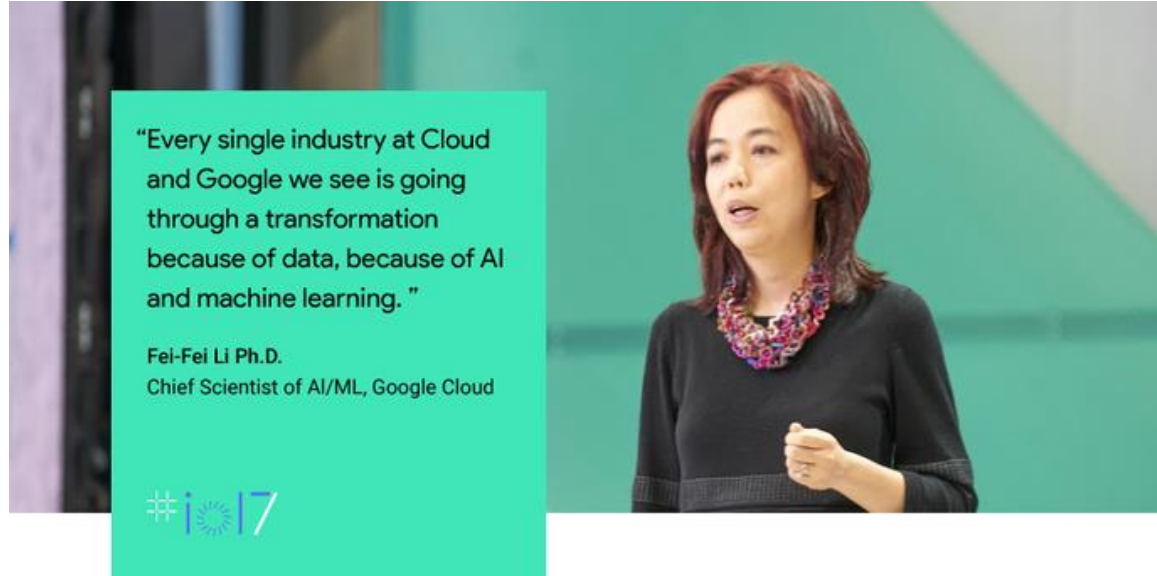 “Every single industry at Cloud
and Google we see is going
through a transformation
because of data, because of AI
and machine learning. ”
Fei-Fei Li Ph.D.
Chief Scientist of AI/ML, Google Cloud
#io17